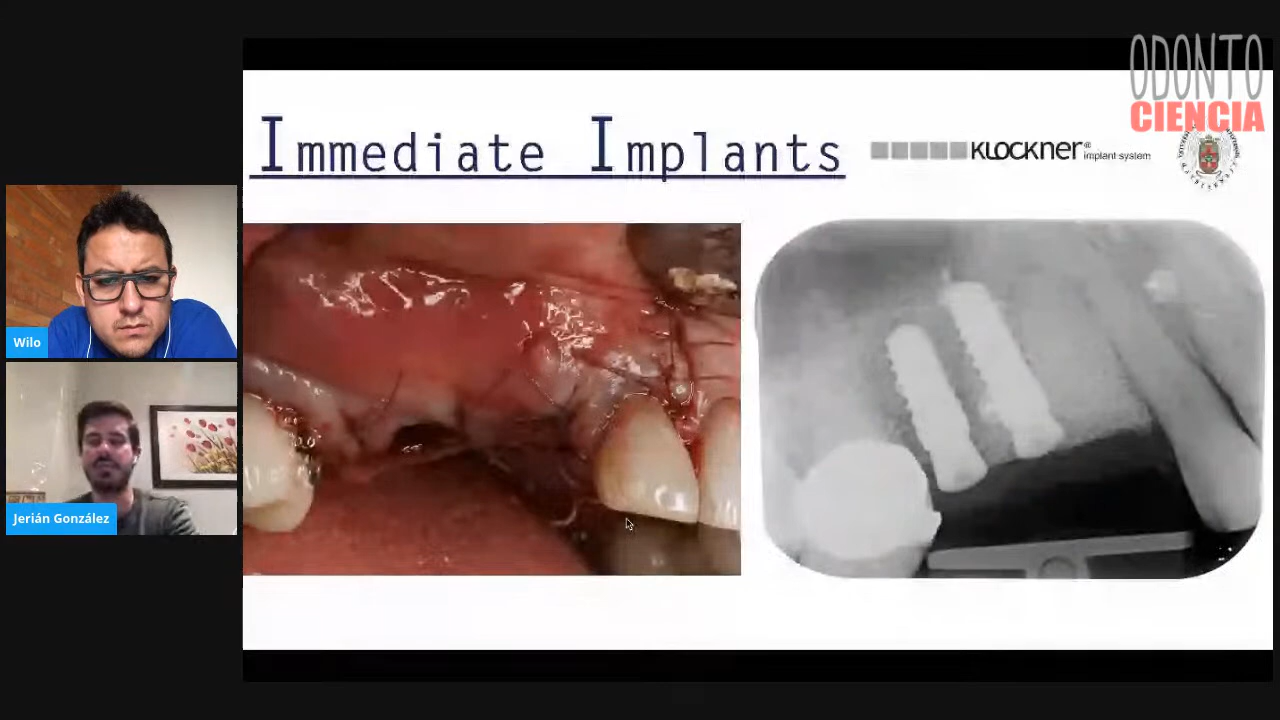 ODONTO
CIENCIA
Immediate Implants
KLOCKNER®
implant system
Wilo
Jerián González